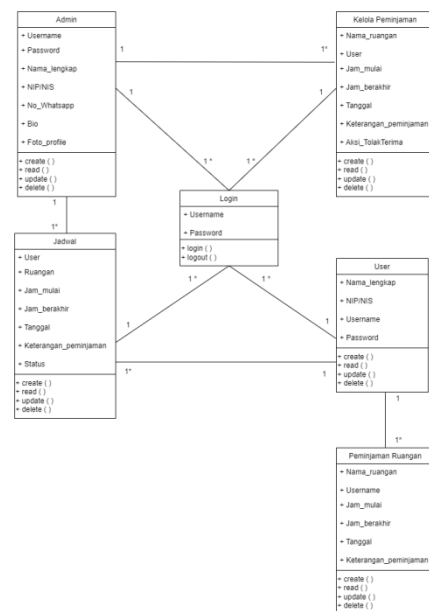 Admin
+ Username
+ Password
+ Nama_lengkap
+ NIP/NIS
+ No_Whatsapp
+ Bio
+ Foto_profile
+ create ( )
+ read ( )
+ update ( )
+ delete ( )
Kelola Peminjaman
+ Nama_ruangan
+ User
+ Jam_mulai
+ Jam_berakhir
+ Tanggal
+ Keterangan_peminjaman
+ Aksi_TolakTerima
+ create ( )
+ read ( )
+ update ( )
+ delete ( )
1
1*
1
1
1 *
1*
Login
+ Username
+ Password
+ login ( )
+ logout ( )
1
1*
Jadwal
+ User
+ Ruangan
+ Jam_mulai
+ Jam_berakhir
+ Tanggal
+ Keterangan_peminjaman
+ Status
+ create ( )
+ read ( )
+ update ( )
+ delete ( )
1 *
1 *
1
1
1*
1
User
+ Nama_lengkap
+ NIP/NIS
+ Username
+ Password
+ create ( )
+ read ( )
+ update ( )
+ delete ( )
1
1*
Peminjaman Ruangan
+ Nama_ruangan
+ Username
+ Jam_mulai
+ Jam_berakhir
+ Tanggal
+ Keterangan_peminjaman
+ create ( )
+ read ( )
+ update ( )
+ delete ( )